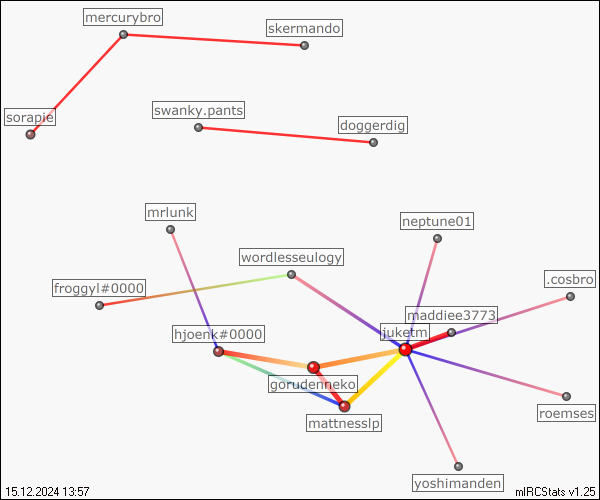 mercurybro
skermando
sorapie
swanky.pants
doggerdig
mrlunk
neptune01
wordlesseulogy
froggyl#0000
.cosbro
maddiee3773
hjoenk#0000
juketm
gorudenneko
mattnesslp
roemses
yoshimanden
15.12.2024 13:57
mIRCStats v1.25